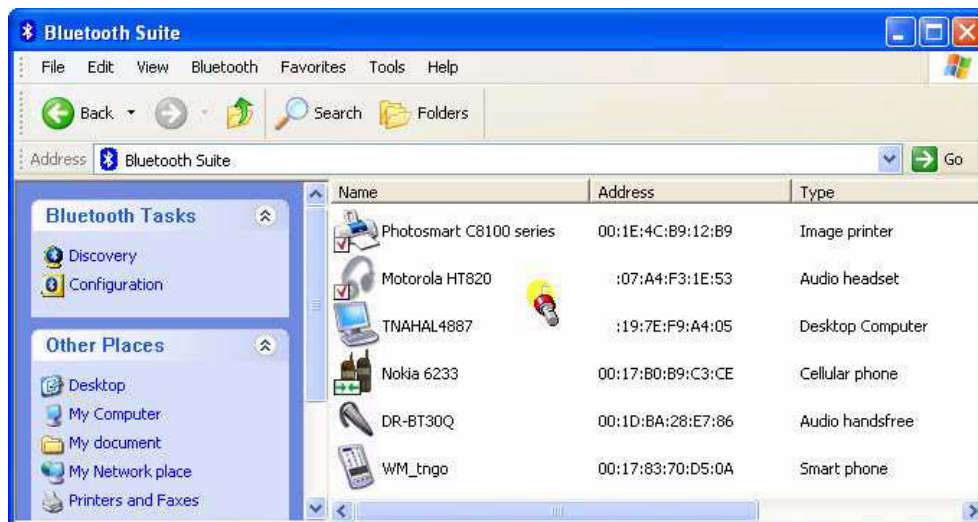 Bluetooth Suite
File Edit View Bluetooth Favorites Tools Help
Back Search Folders
Address Bluetooth Suite Go
Name Address Type
Bluetooth Tasks
Discovery
Configuration
Other Places
Desktop
My Computer
My document
My Network place
Printers and Faxes
Photosmart C8100 series 00:1E:4C:B9:12:B9 Image printer
Motorola HT820 :07:A4:F3:1E:53 Audio headset
TNAHAL4887 :19:7E:F9:A4:05 Desktop Computer
Nokia 6233 00:17:B0:B9:C3:CE Cellular phone
DR-BT30Q 00:1D:BA:28:E7:86 Audio handsfree
WM_tngo 00:17:83:70:D5:0A Smart phone